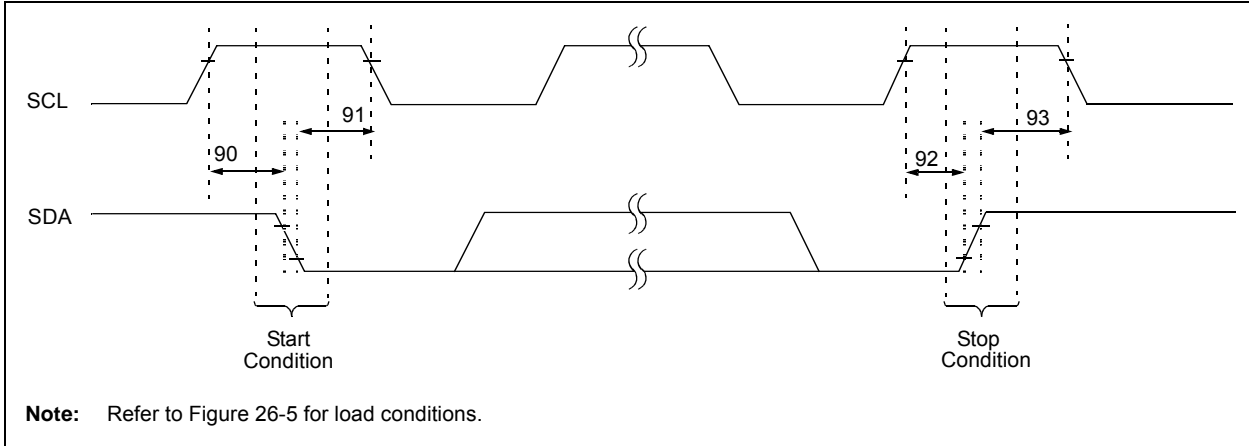 SCL
91
93
90
92
SDA
Start
Condition
Stop
Condition
Note: Refer to Figure 26-5 for load conditions.